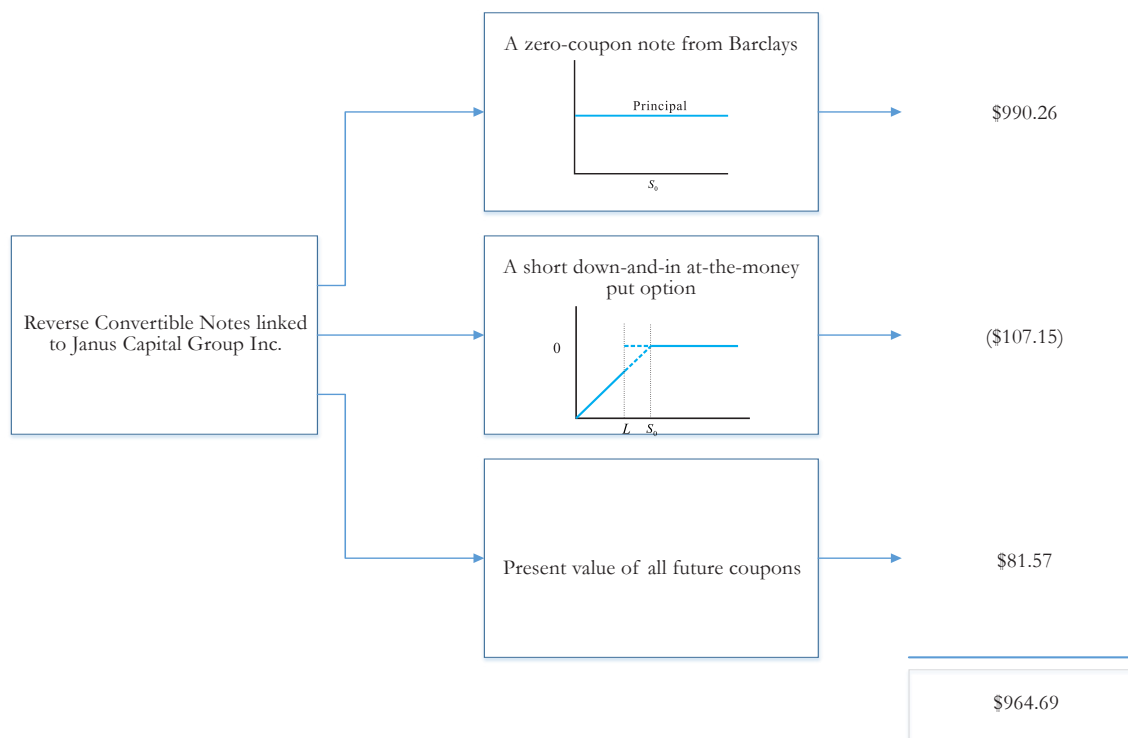 A zero-coupon note from Barclays
Principal
S₀
$990.26
Reverse Convertible Notes linked
to Janus Capital Group Inc.
A short down-and-in at-the-money
put option
0
L S₀
($107.15)
Present value of all future coupons
$81.57
$964.69